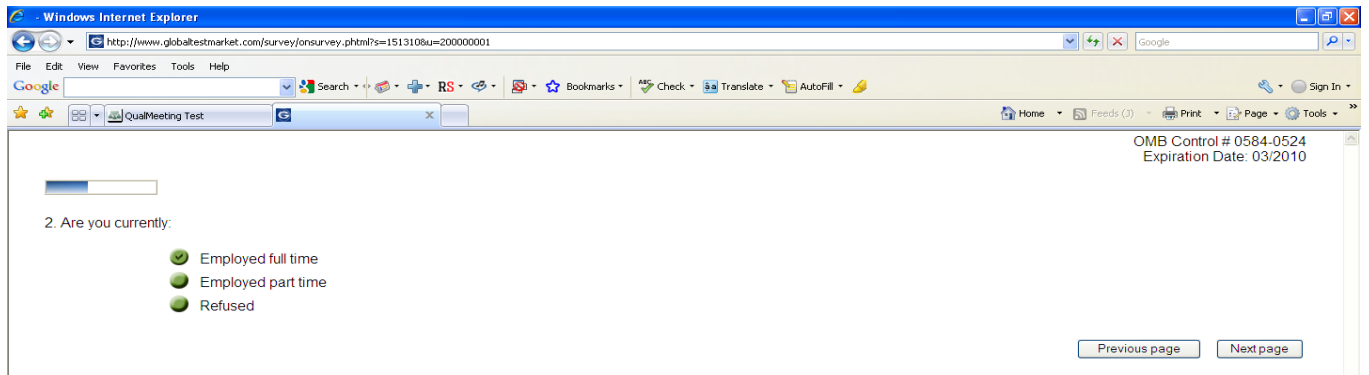 - Windows Internet Explorer
http://www.globaltestmarket.com/survey/onsurvey.phtml?s=151310&u=200000001
Google
File Edit View Favorites Tools Help
Google Search RS Bookmarks Check Translate AutoFill Sign In
QualMeeting Test Home Feeds (J) Print Page Tools
OMB Control # 0584-0524
Expiration Date: 03/2010
2. Are you currently:
Employed full time
Employed part time
Refused
Previous page Next page